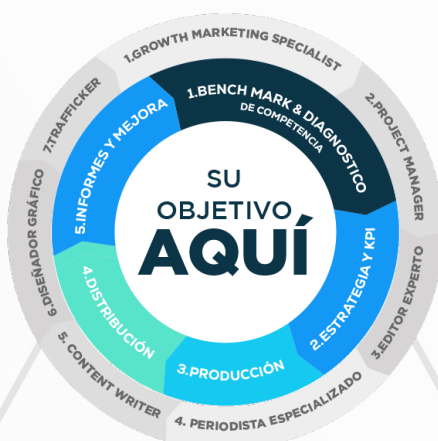 1.GROWTH MARKETING SPECIALIST
2.PROJECT MANAGER
3.EDITOR EXPERTO
4. PERIODISTA ESPECIALIZADO
5. CONTENT WRITER
6.DISEÑADOR GRÁFICO
7.TRAFFICKER
1.BENCH MARK & DIAGNOSTICO
DE COMPETENCIA
2.ESTRATEGIA Y KPI
3.PRODUCCIÓN
4.DISTRIBUCIÓN
5.INFORMES Y MEJORA
SU
OBJETIVO
AQUÍ